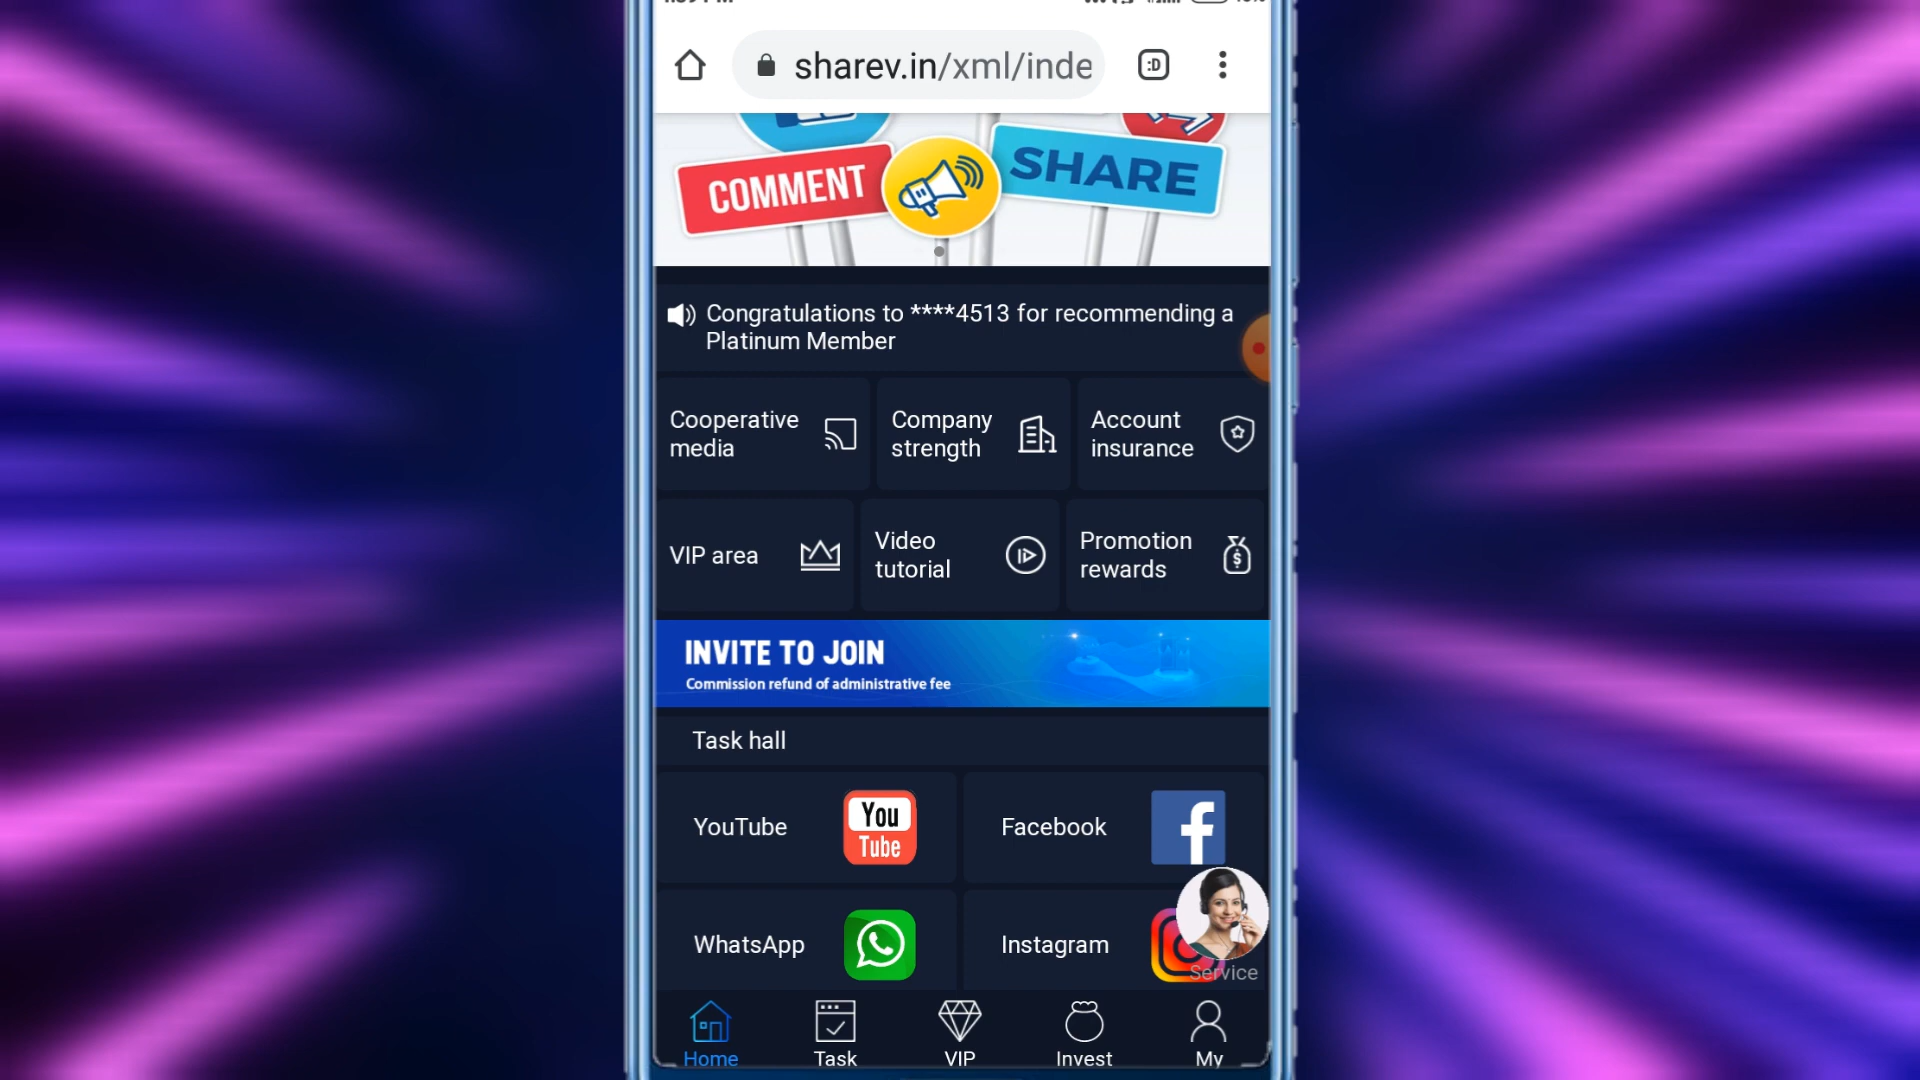 :D
sharev.in/xml/inde
COMMENT
SHARE
Congratulations to ****4513 for recommending a
Platinum Member
Cooperative
media
Company
strength
Account
insurance
VIP area
Video
tutorial
Promotion
rewards
INVITE TO JOIN
Commission refund of administrative fee
Task hall
YouTube
You
Tube
Facebook
WhatsApp
Instagram
Service
Home
Task
VIP
Invest
My